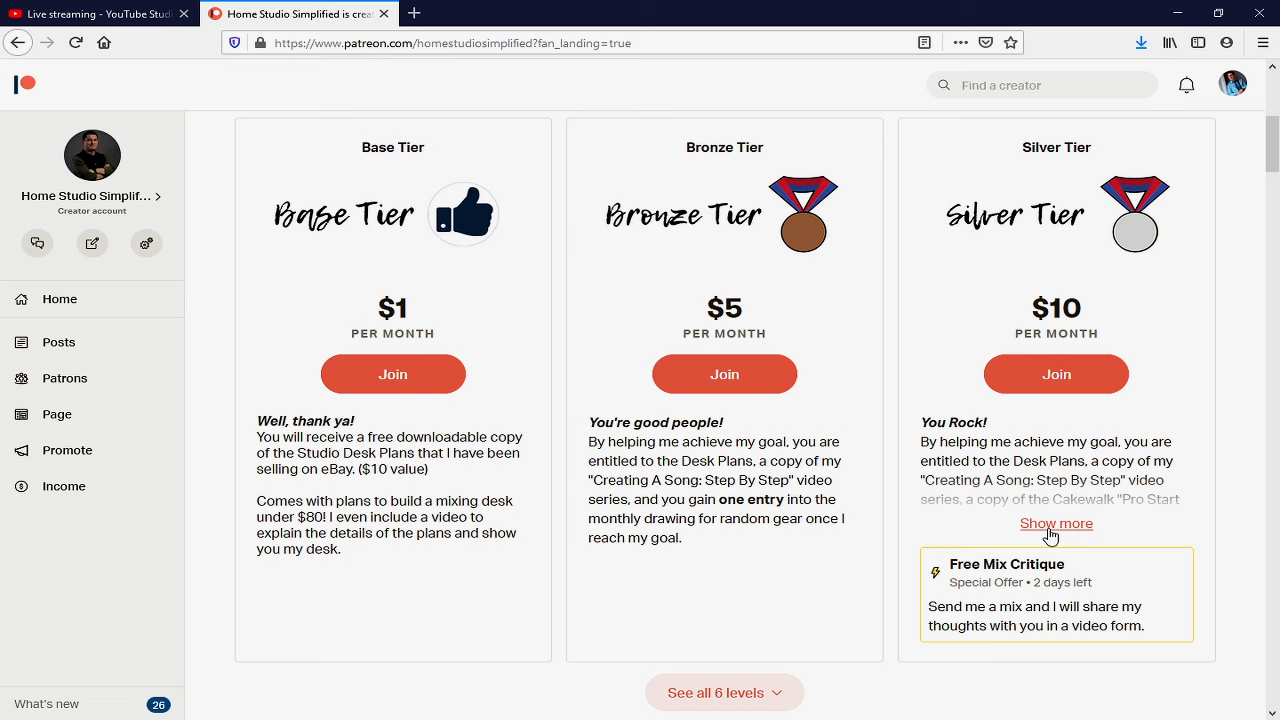 Live streaming - YouTube Studi
Home Studio Simplified is crea
https://www.patreon.com/homestudiosimplified?fan_landing=true
Find a creator
Home Studio Simplif...
Creator account
Home
Posts
Patrons
Page
Promote
Income
What's new
26
Base Tier
Base Tier
$1
PER MONTH
Join
Well, thank ya!
You will receive a free downloadable copy
of the Studio Desk Plans that I have been
selling on eBay. ($10 value)
Comes with plans to build a mixing desk
under $80! I even include a video to
explain the details of the plans and show
you my desk.
Bronze Tier
Bronze Tier
$5
PER MONTH
Join
You're good people!
By helping me achieve my goal, you are
entitled to the Desk Plans, a copy of my
"Creating A Song: Step By Step" video
series, and you gain one entry into the
monthly drawing for random gear once I
reach my goal.
Silver Tier
Silver Tier
$10
PER MONTH
Join
You Rock!
By helping me achieve my goal, you are
entitled to the Desk Plans, a copy of my
"Creating A Song: Step By Step" video
series, a copy of the Cakewalk "Pro Start
Show more
Free Mix Critique
Special Offer • 2 days left
Send me a mix and I will share my
thoughts with you in a video form.
See all 6 levels